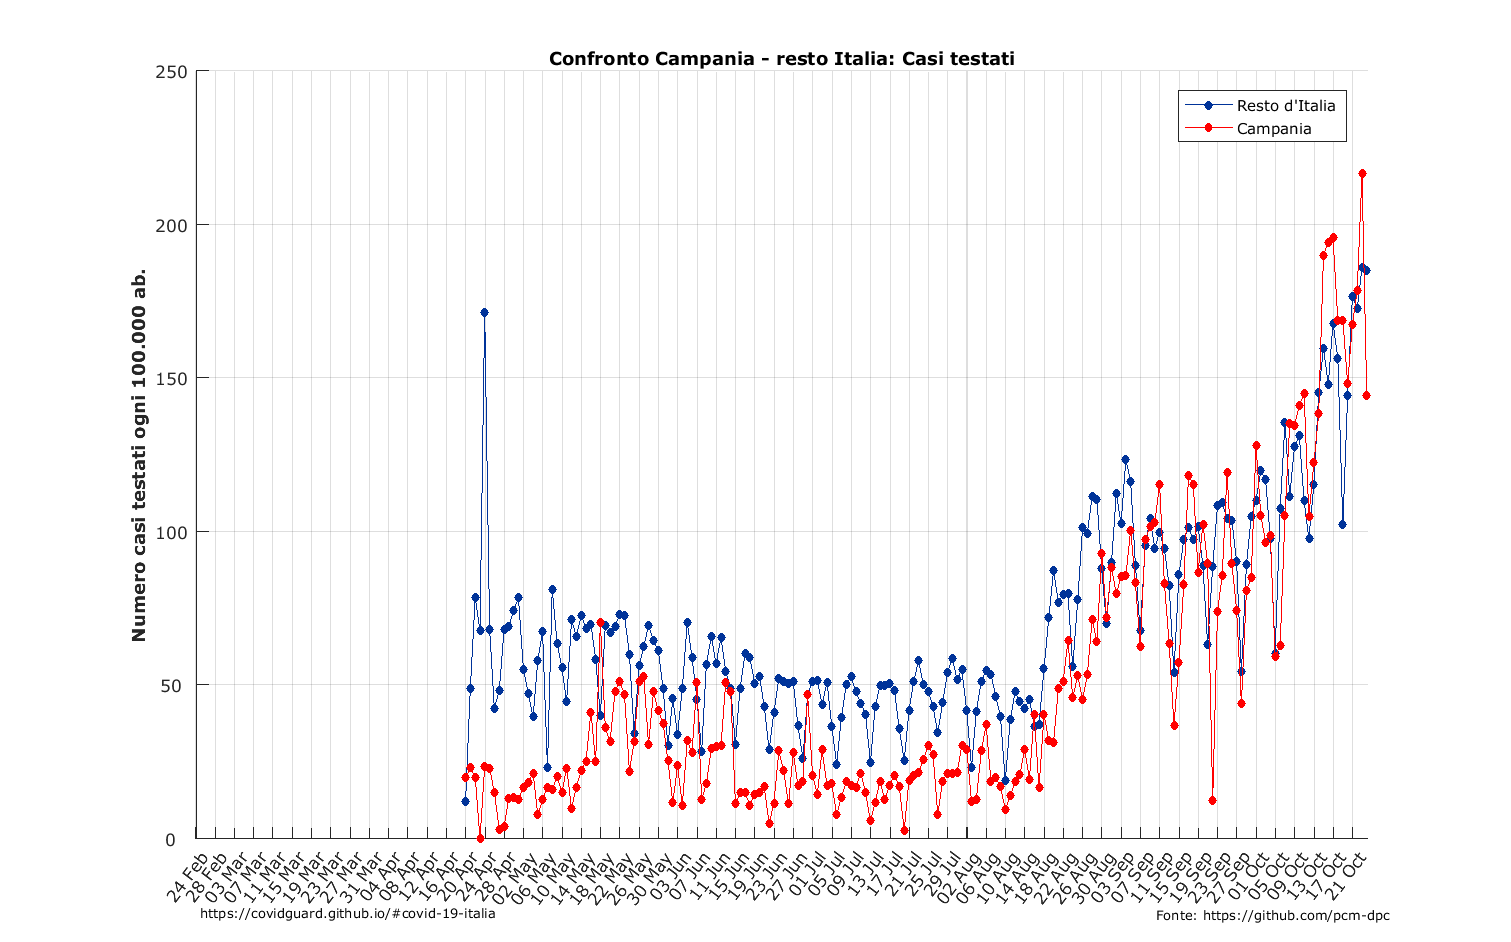 Confronto Campania - resto Italia: Casi testati
Resto d'Italia
Campania
Numero casi testati ogni 100.000 ab.
250
200
150
100
50
0
24 Feb
28 Feb
03 Mar
07 Mar
11 Mar
15 Mar
19 Mar
23 Mar
27 Mar
31 Mar
04 Apr
08 Apr
12 Apr
16 Apr
20 Apr
24 Apr
28 Apr
02 May
06 May
10 May
14 May
18 May
22 May
26 May
30 May
03 Jun
07 Jun
11 Jun
15 Jun
19 Jun
23 Jun
27 Jun
01 Jul
05 Jul
09 Jul
13 Jul
17 Jul
21 Jul
25 Jul
29 Jul
02 Aug
06 Aug
10 Aug
14 Aug
18 Aug
22 Aug
26 Aug
30 Aug
03 Sep
07 Sep
11 Sep
15 Sep
19 Sep
23 Sep
27 Sep
01 Oct
05 Oct
09 Oct
13 Oct
17 Oct
21 Oct
https://covidguard.github.io/#covid-19-italia
Fonte: https://github.com/pcm-dpc